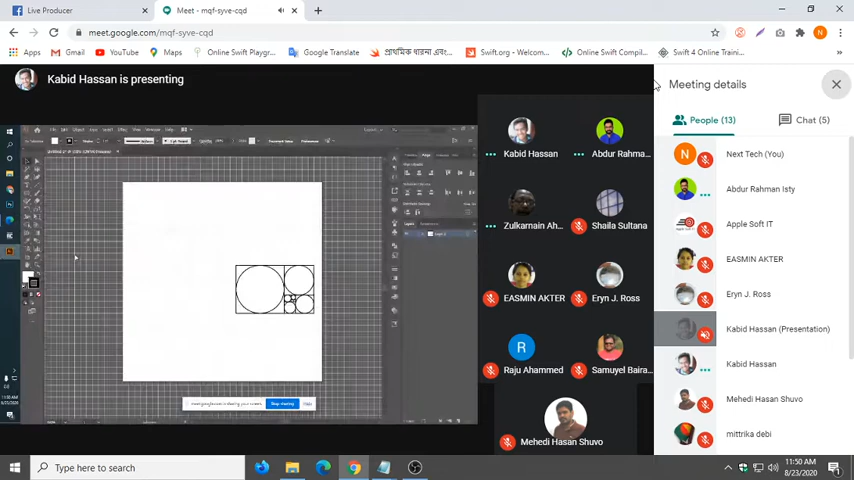 Live Producer
Meet - mqf-syve-cqd
meet.google.com/mqf-syve-cqd
Apps
Gmail
YouTube
Maps
Online Swift Playgr...
Google Translate
প্রাথমিক ধারনা এবং...
Swift.org - Welcom...
Online Swift Compil...
Swift 4 Online Traini...
Kabid Hassan is presenting
Meeting details
People (13)
Chat (5)
Kabid Hassan
Abdur Rahma...
Zulkarnain Ah...
Shaila Sultana
EASMIN AKTER
Eryn J. Ross
Raju Ahammed
Samuyel Baira...
Mehedi Hasan Shuvo
Next Tech (You)
Abdur Rahman Isty
Apple Soft IT
EASMIN AKTER
Eryn J. Ross
Kabid Hassan (Presentation)
Kabid Hassan
Mehedi Hasan Shuvo
mittrika debi
Stop sharing
Type here to search
11:50 AM
8/23/2020